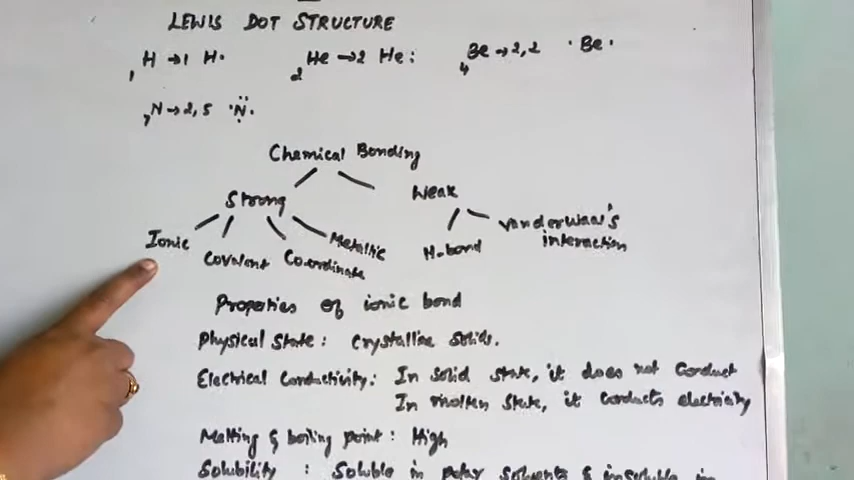 LEWIS DOT STRUCTURE
1H → 1 H· 2He → 2 He: 4Be → 2,2 ·Be·
7N → 2,5 ·N̈·
Chemical Bonding
Strong Weak
Ionic Covalent Co-ordinate Metallic H-bond Vanderwaal's interaction
Properties of ionic bond
Physical State: Crystalline Solids.
Electrical Conductivity: In Solid State, it does not Conduct
In molten State, it conducts electricity
Melting & boiling point: High
Solubility : Soluble in polar solvents & insoluble in